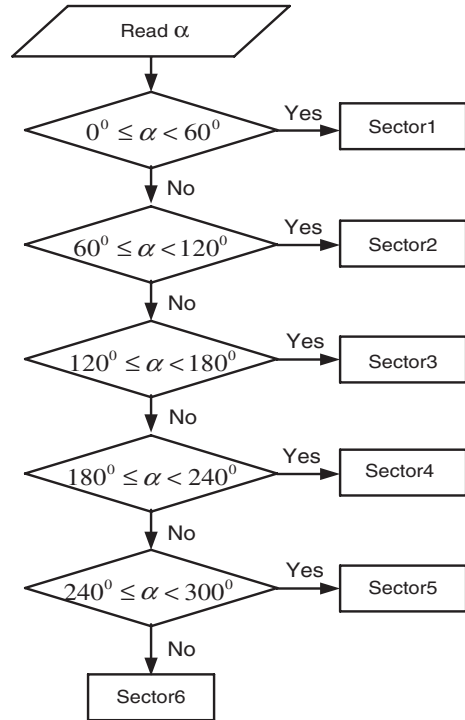 Read α
0⁰ ≤ α < 60⁰
Yes
Sector1
No
60⁰ ≤ α < 120⁰
Yes
Sector2
No
120⁰ ≤ α < 180⁰
Yes
Sector3
No
180⁰ ≤ α < 240⁰
Yes
Sector4
No
240⁰ ≤ α < 300⁰
Yes
Sector5
No
Sector6